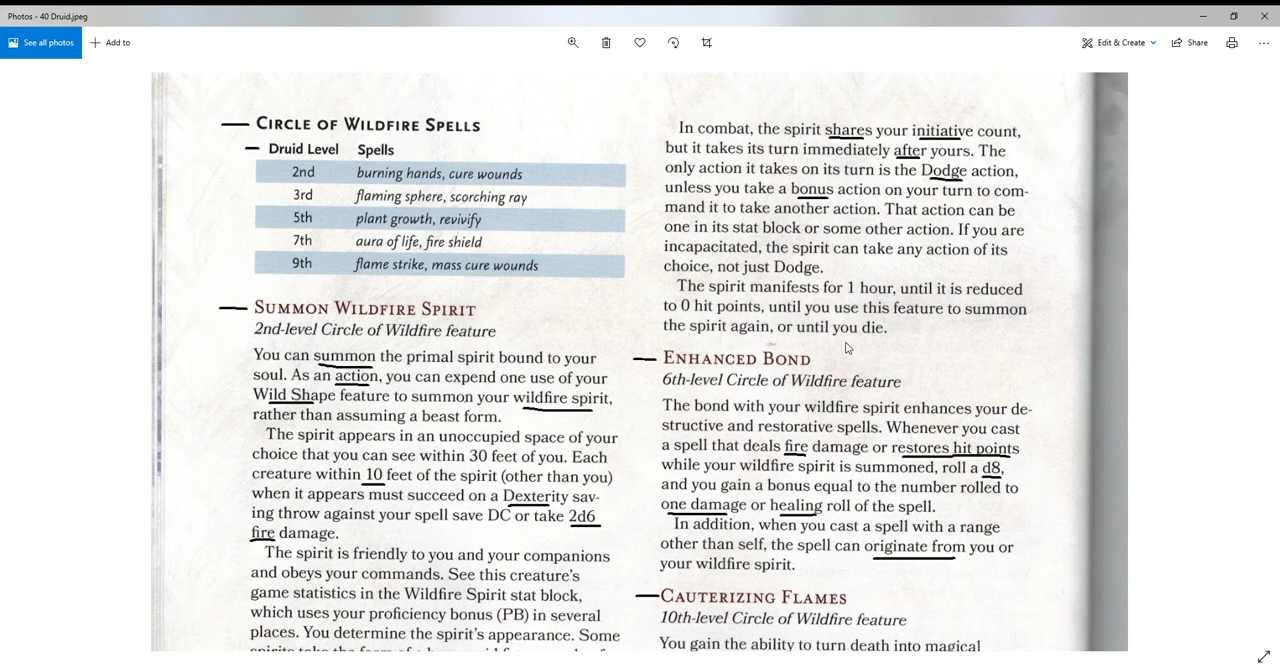 Photos - 40 Druid.jpeg
See all photos
Add to
Edit & Create
Share
CIRCLE OF WILDFIRE SPELLS
Druid Level Spells
2nd burning hands, cure wounds
3rd flaming sphere, scorching ray
5th plant growth, revivify
7th aura of life, fire shield
9th flame strike, mass cure wounds
SUMMON WILDFIRE SPIRIT
2nd-level Circle of Wildfire feature
You can summon the primal spirit bound to your
soul. As an action, you can expend one use of your
Wild Shape feature to summon your wildfire spirit,
rather than assuming a beast form.
The spirit appears in an unoccupied space of your
choice that you can see within 30 feet of you. Each
creature within 10 feet of the spirit (other than you)
when it appears must succeed on a Dexterity sav-
ing throw against your spell save DC or take 2d6
fire damage.
The spirit is friendly to you and your companions
and obeys your commands. See this creature's
game statistics in the Wildfire Spirit stat block,
which uses your proficiency bonus (PB) in several
places. You determine the spirit's appearance. Some
In combat, the spirit shares your initiative count,
but it takes its turn immediately after yours. The
only action it takes on its turn is the Dodge action,
unless you take a bonus action on your turn to com-
mand it to take another action. That action can be
one in its stat block or some other action. If you are
incapacitated, the spirit can take any action of its
choice, not just Dodge.
The spirit manifests for 1 hour, until it is reduced
to 0 hit points, until you use this feature to summon
the spirit again, or until you die.
ENHANCED BOND
6th-level Circle of Wildfire feature
The bond with your wildfire spirit enhances your de-
structive and restorative spells. Whenever you cast
a spell that deals fire damage or restores hit points
while your wildfire spirit is summoned, roll a d8,
and you gain a bonus equal to the number rolled to
one damage or healing roll of the spell.
In addition, when you cast a spell with a range
other than self, the spell can originate from you or
your wildfire spirit.
CAUTERIZING FLAMES
10th-level Circle of Wildfire feature
You gain the ability to turn death into magical